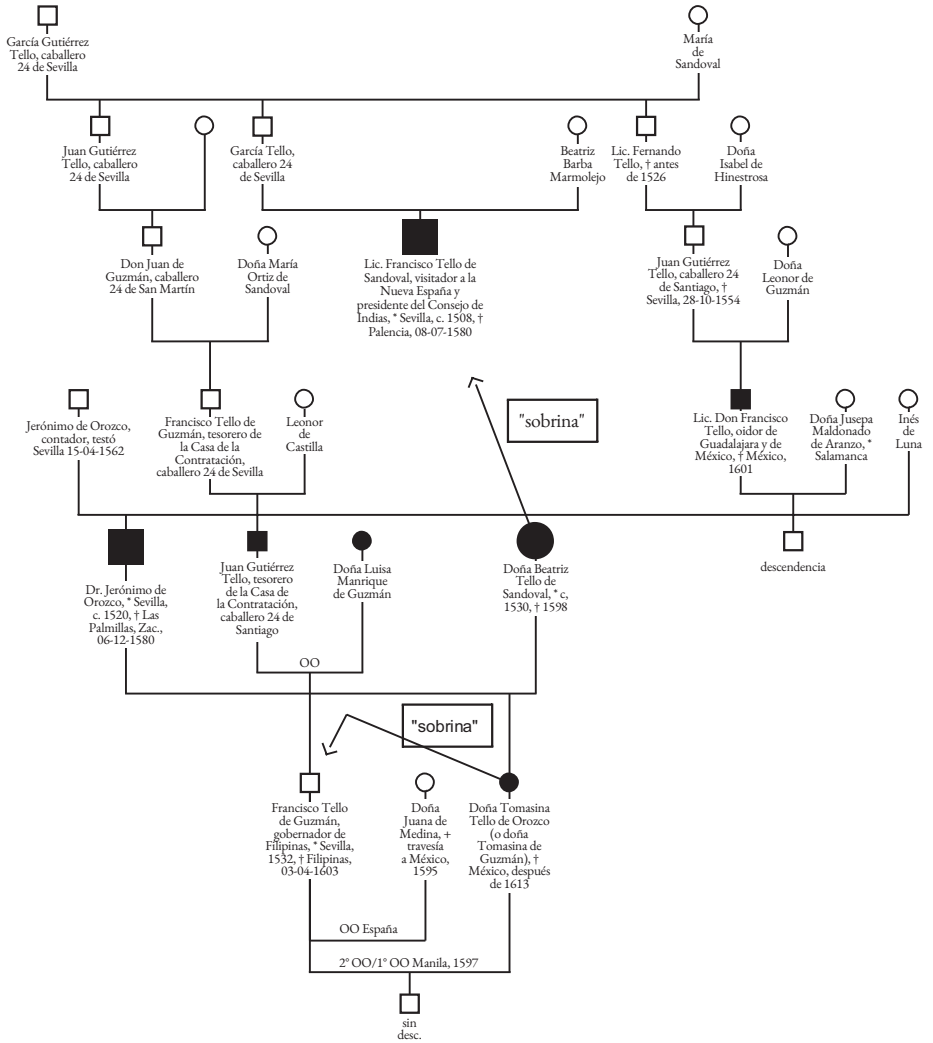 García Gutiérrez
Tello, caballero
24 de Sevilla
María
de
Sandoval
Juan Gutiérrez
Tello, caballero
24 de Sevilla
García Tello,
caballero 24
de Sevilla
Beatriz
Barba
Marmolejo
Lic. Fernando
Tello, † antes
de 1526
Doña
Isabel de
Hinestrosa
Don Juan de
Guzmán, caballero
24 de San Martín
Doña María
Ortiz de
Sandoval
Lic. Francisco Tello de
Sandoval, visitador a la
Nueva España y
presidente del Consejo de
Indias, * Sevilla, c. 1508, †
Palencia, 08-07-1580
Juan Gutiérrez
Tello, caballero 24
de Santiago, †
Sevilla, 28-10-1554
Doña
Leonor de
Guzmán
Jerónimo de Orozco,
contador, testó
Sevilla 15-04-1562
Francisco Tello de
Guzmán, tesorero de
la Casa de la
Contratación,
caballero 24 de Sevilla
Leonor
de
Castilla
"sobrina"
Lic. Don Francisco
Tello, oidor de
Guadalajara y de
México, † México,
1601
Doña Jusepa
Maldonado
de Aranzo, *
Salamanca
Inés
de
Luna
Dr. Jerónimo de
Orozco, * Sevilla,
c. 1520, † Las
Palmillas, Zac.,
06-12-1580
Juan Gutiérrez
Tello, tesorero
de la Casa de
la Contratación,
caballero 24 de
Santiago
Doña Luisa
Manrique
de Guzmán
Doña Beatriz
Tello de
Sandoval, * c,
1530, † 1598
descendencia
OO
"sobrina"
Francisco Tello
de Guzmán,
gobernador de
Filipinas, * Sevilla,
1532, † Filipinas,
03-04-1603
Doña
Juana de
Medina, +
travesía
a México,
1595
Doña Tomasina
Tello de Orozco
(o doña
Tomasina de
Guzmán), †
México, después
de 1613
OO España
2° OO/1° OO Manila, 1597
sin
desc.